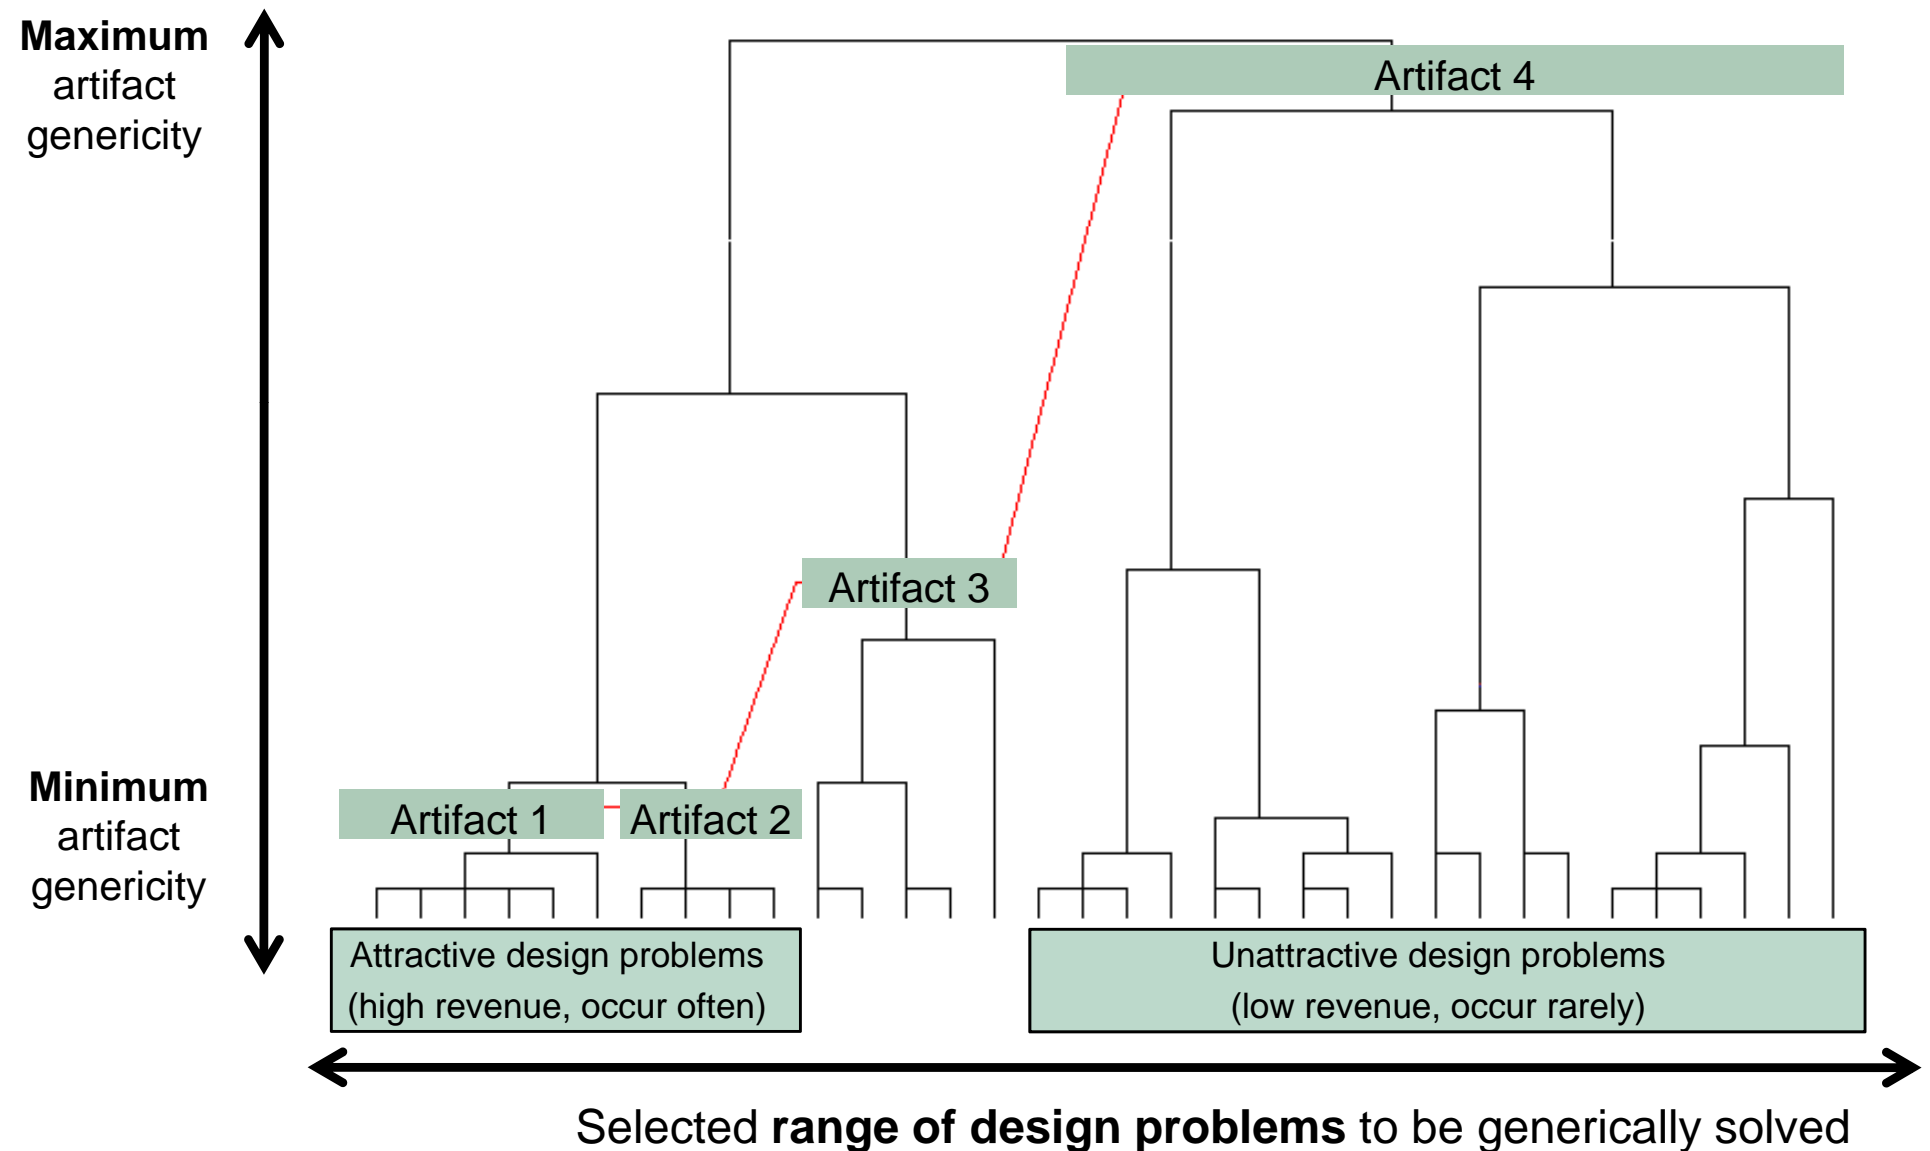 Maximum
artifact
genericity
Artifact 4
Artifact 3
Minimum
artifact
genericity
Artifact 1
Artifact 2
Attractive design problems
(high revenue, occur often)
Unattractive design problems
(low revenue, occur rarely)
Selected range of design problems to be generically solved